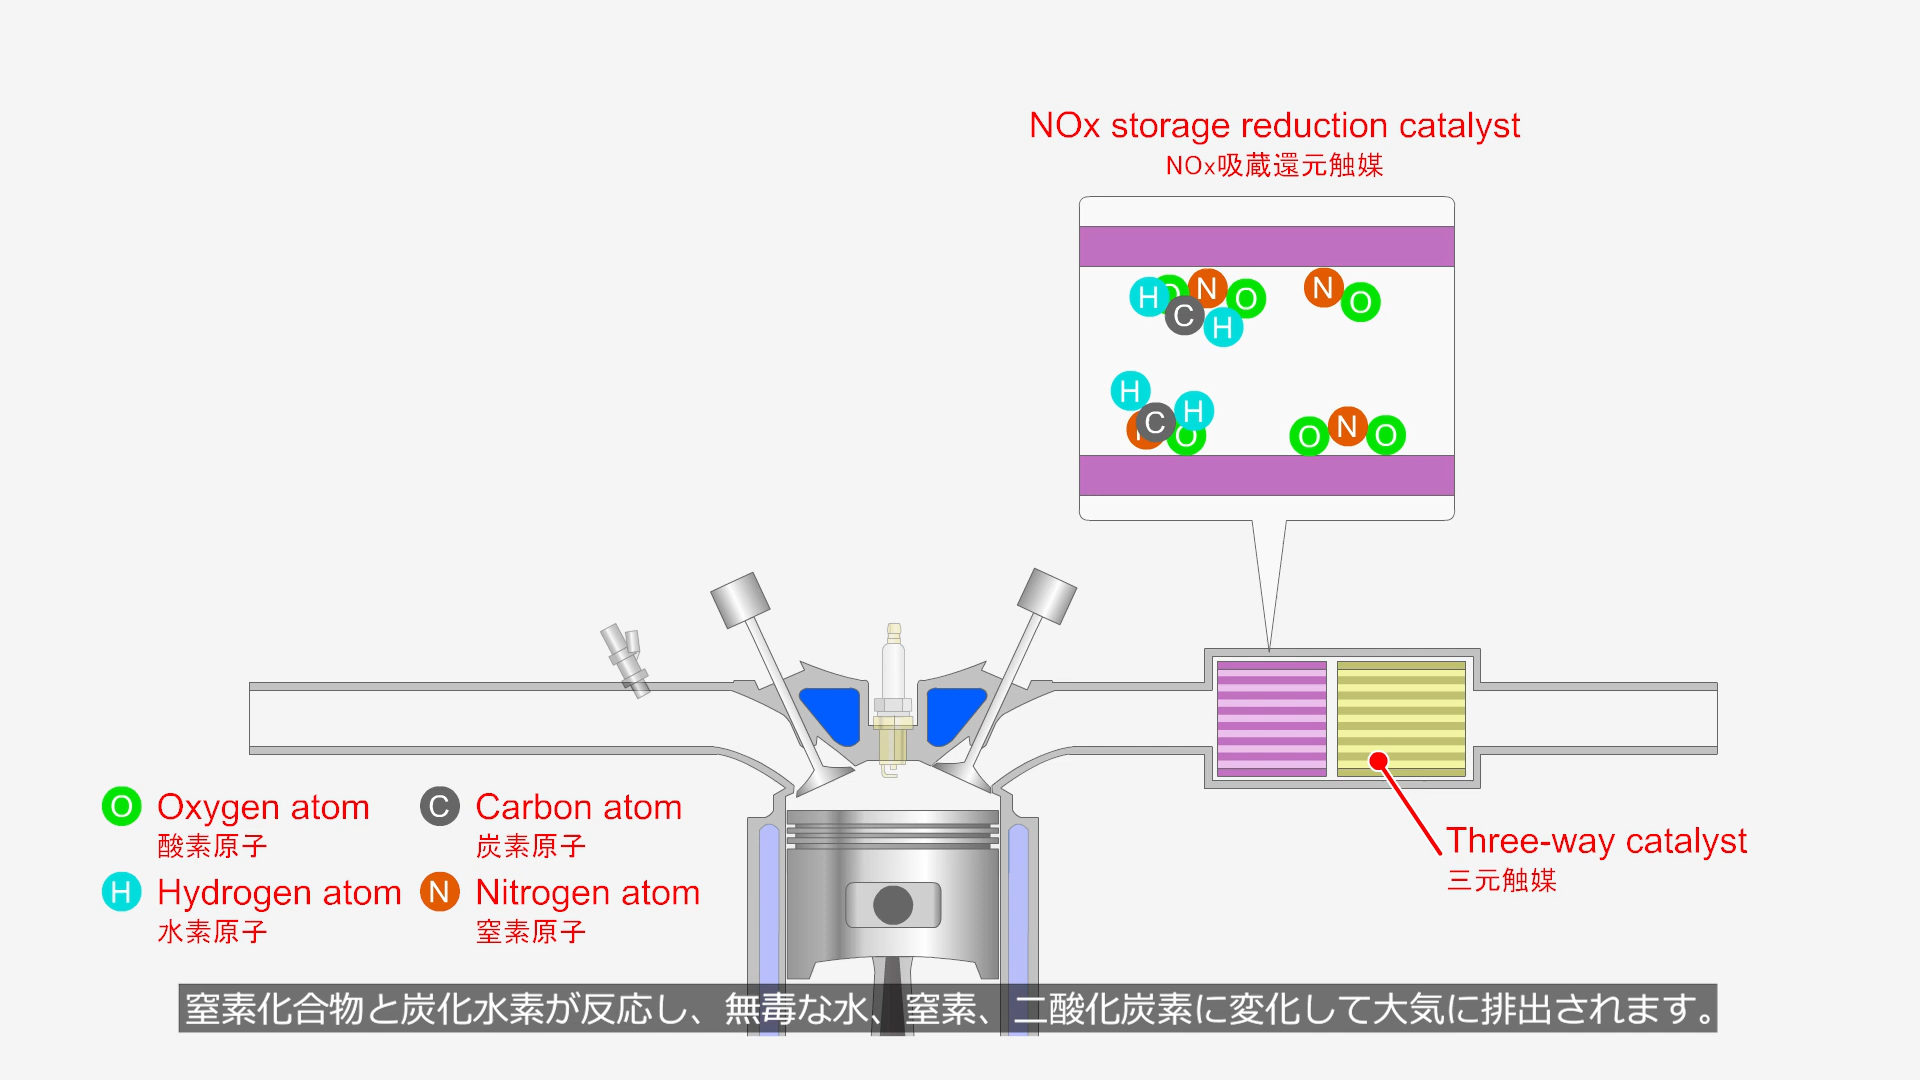 NOx storage reduction catalyst
NOx吸蔵還元触媒
H O N O N O
C H
H C H O
O N O
O Oxygen atom
酸素原子
C Carbon atom
炭素原子
H Hydrogen atom
水素原子
N Nitrogen atom
窒素原子
Three-way catalyst
三元触媒
窒素化合物と炭化水素が反応し、無毒な水、窒素、二酸化炭素に変化して大気に排出されます。